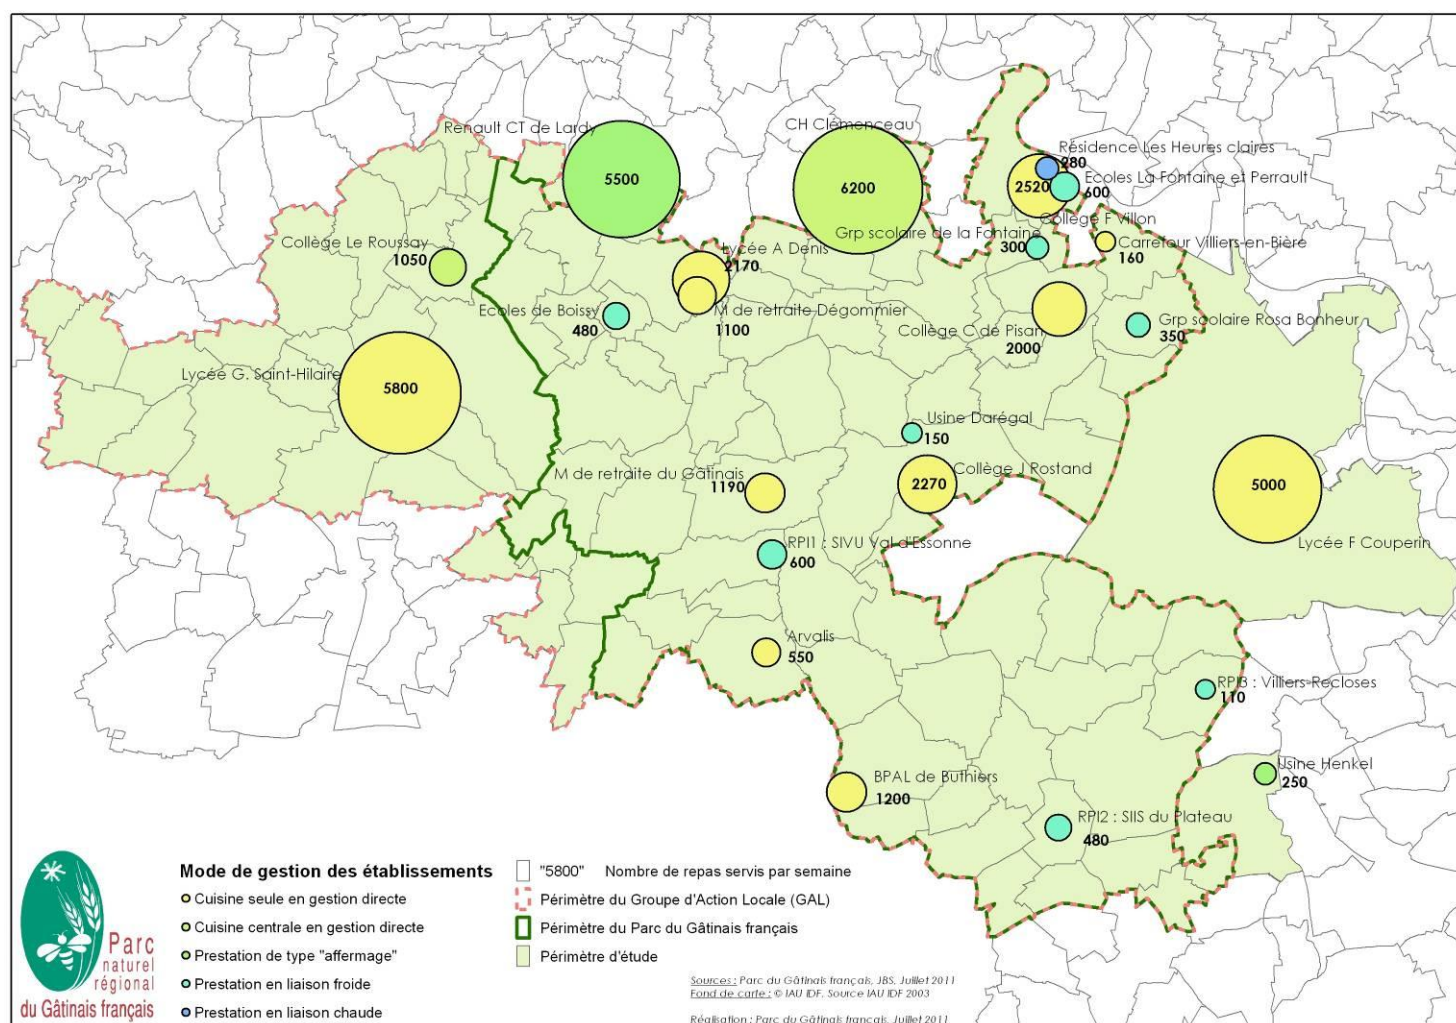 Renault CT de Lardy
5500
CH Clémenceau
6200
Résidence Les Heures claires
280
2520
Ecoles La Fontaine et Perrault
600
Collège F Villon
Grp scolaire de la Fontaine
300
Carrefour Villiers-en-Bière
160
Collège Le Roussay
1050
Lycée A Denis
2170
Ecoles de Boissy
480
M de retraite Dégommier
1100
Collège C de Pisan
2000
Grp scolaire Rosa Bonheur
350
Lycée G. Saint-Hilaire
5800
Usine Darégal
150
M de retraite du Gâtinais
1190
Collège J Rostand
2270
5000
Lycée F Couperin
RPI1 : SIVU Val d'Essonne
600
Arvalis
550
RPI3 : Villiers-Recloses
110
Usine Henkel
250
BPAL de Buthiers
1200
RPI2 : SIIS du Plateau
480
Parc
naturel
régional
du Gâtinais français
Mode de gestion des établissements
Cuisine seule en gestion directe
Cuisine centrale en gestion directe
Prestation de type "affermage"
Prestation en liaison froide
Prestation en liaison chaude
"5800" Nombre de repas servis par semaine
Périmètre du Groupe d'Action Locale (GAL)
Périmètre du Parc du Gâtinais français
Périmètre d'étude
Sources : Parc du Gâtinais français, JBS, Juillet 2011
Fond de carte : © IAU IDF, Source IAU IDF 2003
Réalisation : Parc du Gâtinais français, Juillet 2011